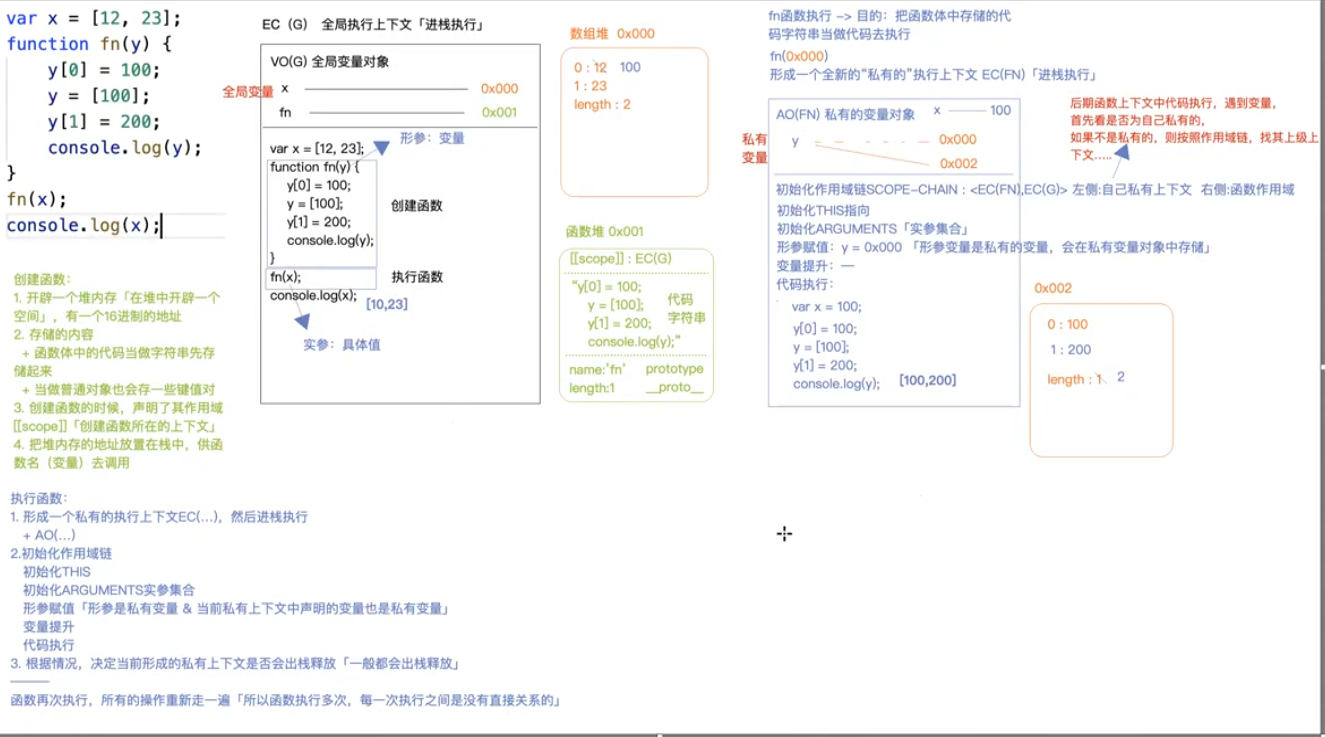 var x = [12, 23];
function fn(y) {
    y[0] = 100;
    y = [100];
    y[1] = 200;
    console.log(y);
}
fn(x);
console.log(x);
创建函数：
1. 开辟一个堆内存「在堆中开辟一个
空间」，有一个16进制的地址
2. 存储的内容
+ 函数体中的代码当做字符串先存
储起来
+ 当做普通对象也会存一些键值对
3. 创建函数的时候，声明了其作用域
[[scope]]「创建函数所在的上下文」
4. 把堆内存的地址放置在栈中，供函
数名（变量）去调用
执行函数：
1. 形成一个私有的执行上下文EC(...)，然后进栈执行
+ AO(...)
2.初始化作用域链
初始化THIS
初始化ARGUMENTS实参集合
形参赋值「形参是私有变量 & 当前私有上下文中声明的变量也是私有变量」
变量提升
代码执行
3. 根据情况，决定当前形成的私有上下文是否会出栈释放「一般都会出栈释放」
函数再次执行，所有的操作重新走一遍「所以函数执行多次，每一次执行之间是没有直接关系的」
EC（G） 全局执行上下文「进栈执行」
VO(G) 全局变量对象
全局变量 x 0x000
fn 0x001
形参：变量
var x = [12, 23];
function fn(y) {
y[0] = 100;
y = [100];
y[1] = 200;
console.log(y);
}
创建函数
fn(x);
执行函数
console.log(x);
[10,23]
实参：具体值
数组堆 0x000
0 : 12 100
1 : 23
length : 2
函数堆 0x001
[[scope]] : EC(G)
"y[0] = 100;
y = [100];
y[1] = 200;
console.log(y);"
代码
字符串
name:'fn' prototype
length:1 __proto__
fn函数执行 -> 目的：把函数体中存储的代
码字符串当做代码去执行
fn(0x000)
形成一个全新的“私有的”执行上下文 EC(FN)「进栈执行」
AO(FN) 私有的变量对象 x 100
私有
变量
y 0x000
0x002
初始化作用域链SCOPE-CHAIN : <EC(FN),EC(G)> 左侧:自己私有上下文 右侧:函数作用域
初始化THIS指向
初始化ARGUMENTS「实参集合」
形参赋值：y = 0x000 「形参变量是私有的变量，会在私有变量对象中存储」
变量提升：—
代码执行：
var x = 100;
y[0] = 100;
y = [100];
y[1] = 200;
console.log(y); [100,200]
后期函数上下文中代码执行，遇到变量，
首先看是否为自己私有的，
如果不是私有的，则按照作用域链，找其上级上
下文.....
0x002
0 : 100
1 : 200
length : 1 2